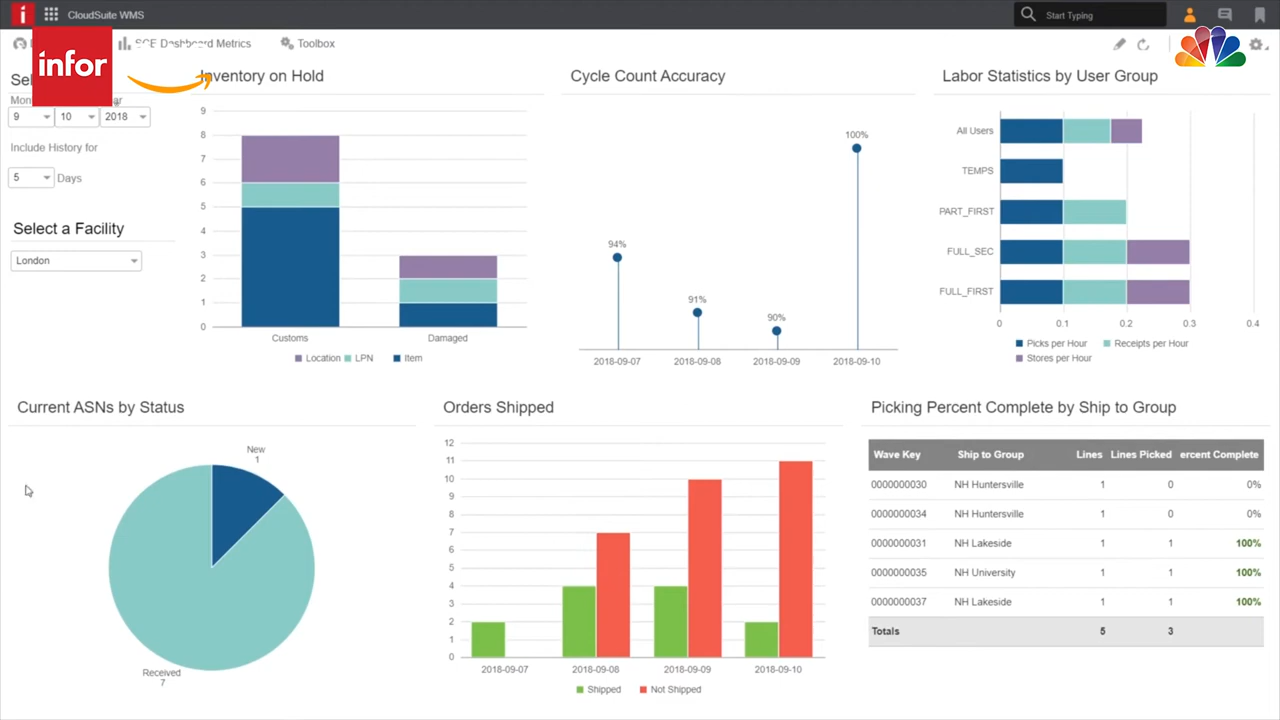 CloudSuite WMS
Start Typing
infor
SCE Dashboard Metrics
Toolbox
9
10
2018
Include History for
5
Days
Select a Facility
London
Inventory on Hold
9
8
7
6
5
4
3
2
1
0
Customs
Damaged
Location LPN Item
Cycle Count Accuracy
94%
91%
90%
100%
2018-09-07
2018-09-08
2018-09-09
2018-09-10
Labor Statistics by User Group
All Users
TEMPS
PART_FIRST
FULL_SEC
FULL_FIRST
0
0.1
0.2
0.3
0.4
Picks per Hour
Receipts per Hour
Stores per Hour
Current ASNs by Status
New
1
Received
7
Orders Shipped
12
11
10
9
8
7
6
5
4
3
2
1
0
2018-09-07
2018-09-08
2018-09-09
2018-09-10
Shipped
Not Shipped
Picking Percent Complete by Ship to Group
Wave Key Ship to Group Lines Lines Picked ercent Complete
0000000030 NH Huntersville 1 0 0%
0000000034 NH Huntersville 1 0 0%
0000000031 NH Lakeside 1 1 100%
0000000035 NH University 1 1 100%
0000000037 NH Lakeside 1 1 100%
Totals 5 3